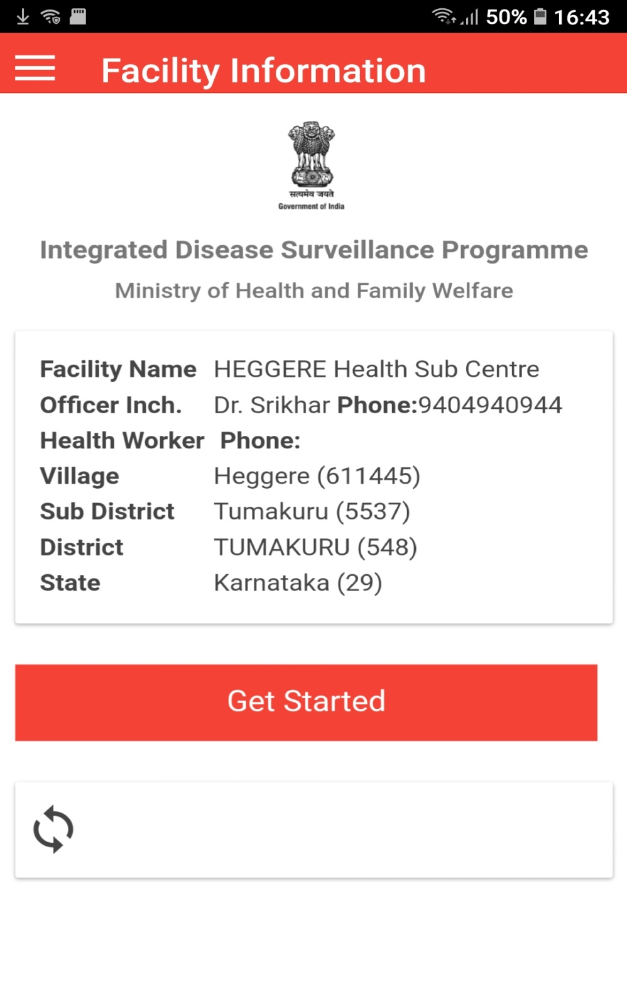 50% 16:43
Facility Information
सत्यमेव जयते
Government of India
Integrated Disease Surveillance Programme
Ministry of Health and Family Welfare
Facility Name HEGGERE Health Sub Centre
Officer Inch. Dr. Srikhar Phone:9404940944
Health Worker Phone:
Village Heggere (611445)
Sub District Tumakuru (5537)
District TUMAKURU (548)
State Karnataka (29)
Get Started